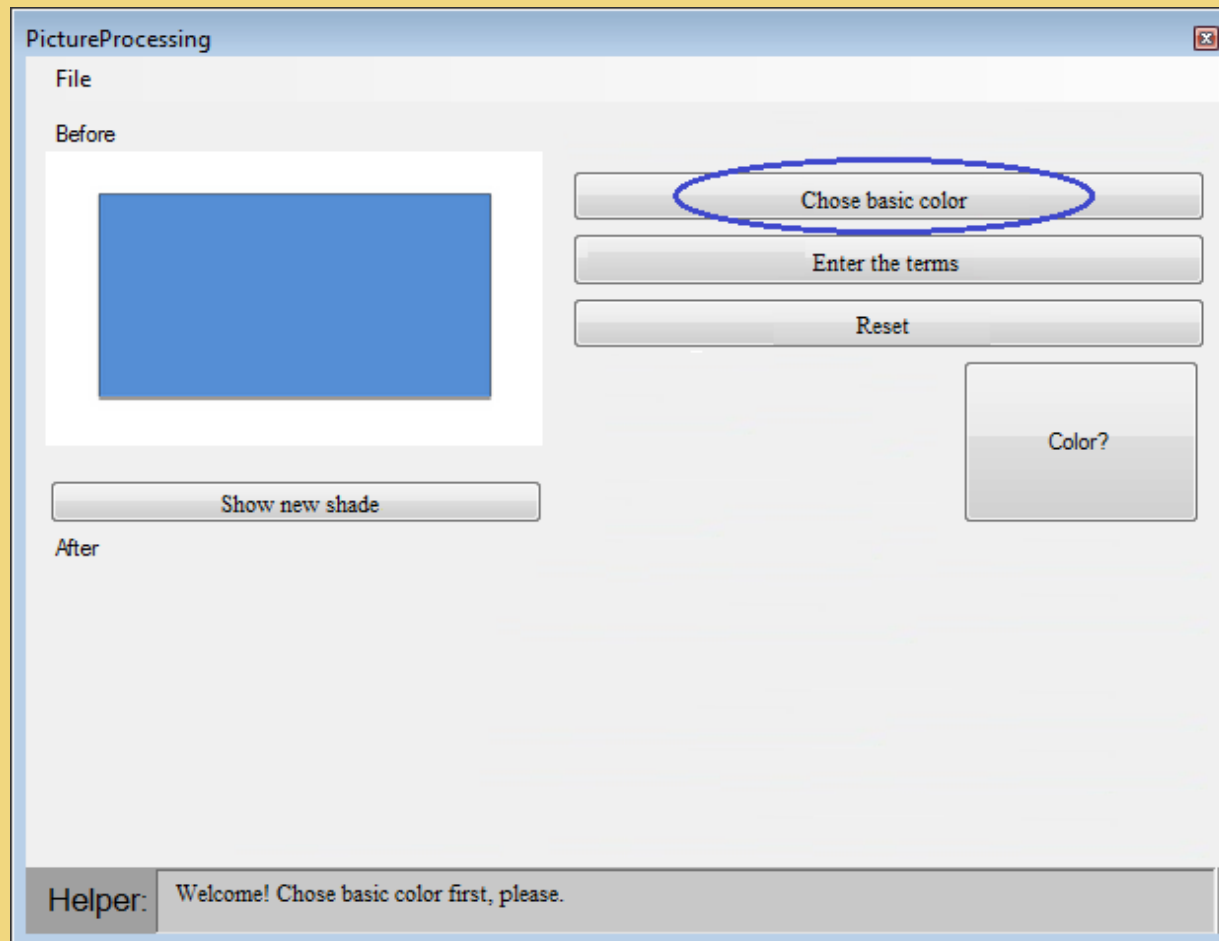 PictureProcessing
File
Before
Chose basic color
Enter the terms
Reset
Color?
Show new shade
After
Helper: Welcome! Chose basic color first, please.